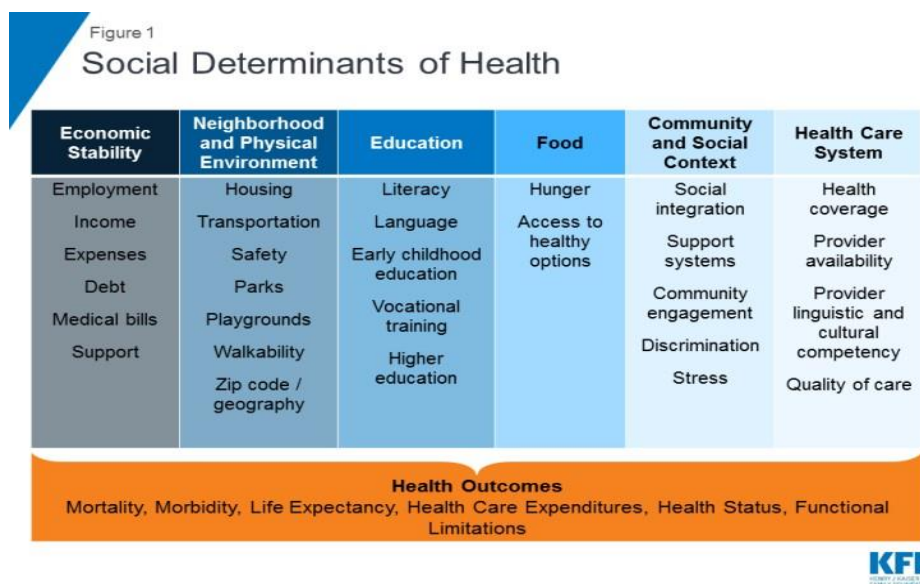 Figure 1
Social Determinants of Health
Economic
Stability
Neighborhood
and Physical
Environment
Education
Food
Community
and Social
Context
Health Care
System
Employment
Income
Expenses
Debt
Medical bills
Support
Housing
Transportation
Safety
Parks
Playgrounds
Walkability
Zip code /
geography
Literacy
Language
Early childhood
education
Vocational
training
Higher
education
Hunger
Access to
healthy
options
Social
integration
Support
systems
Community
engagement
Discrimination
Stress
Health
coverage
Provider
availability
Provider
linguistic and
cultural
competency
Quality of care
Health Outcomes
Mortality, Morbidity, Life Expectancy, Health Care Expenditures, Health Status, Functional
Limitations